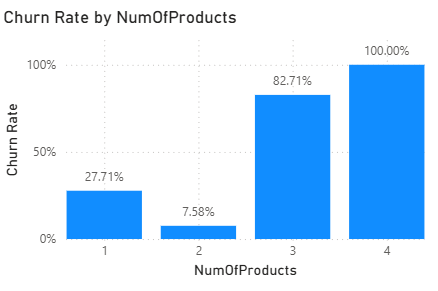 Churn Rate by NumOfProducts
100.00%
100%
82.71%
Churn Rate
50%
27.71%
7.58%
0%
1 2 3 4
NumOfProducts